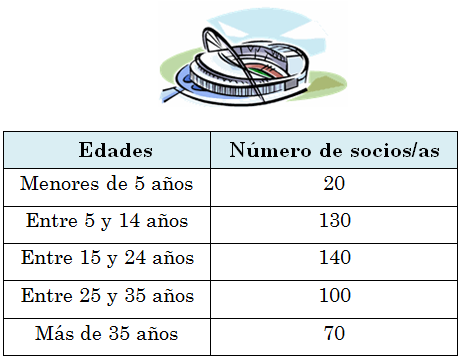 Edades Número de socios/as
Menores de 5 años 20
Entre 5 y 14 años 130
Entre 15 y 24 años 140
Entre 25 y 35 años 100
Más de 35 años 70